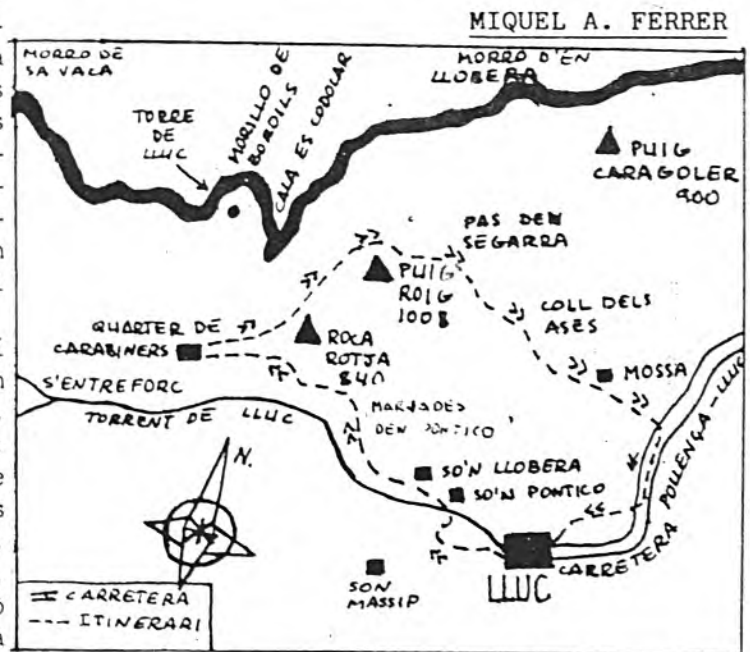 MIQUEL A. FERRER
MORRO DE
SA VACA
TORRE
DE
LLUC
MORILLO DE
BORDILS
CALA ES CODOLAR
MORRO D'EN
LLOBERA
PUIG
CARAGOLER
900
PAS DEN
SEGARRA
PUIG
ROIG
1008
COLL DELS
ASES
QUARTER DE
CARABINERS
ROCA
ROTJA
840
MOSSA
S'ENTREFORC
TORRENT DE LLUC
MARJADES
DEN PONTICO
SO'N LLOBERA
SO'N PONTICO
CARRETERA POLLENÇA-LLUC
N.
SON
MASSIP
LLUC
CARRETERA
ITINERARI